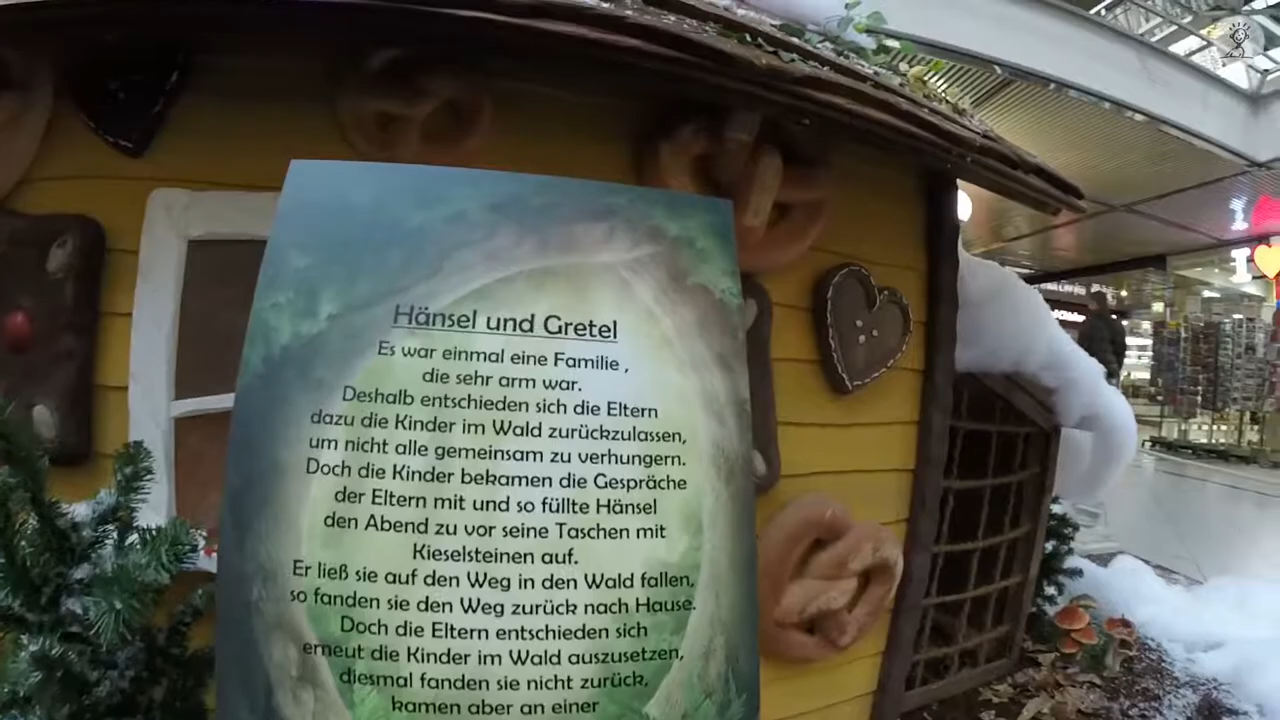 Hänsel und Gretel
Es war einmal eine Familie ,
die sehr arm war.
Deshalb entschieden sich die Eltern
dazu die Kinder im Wald zurückzulassen,
um nicht alle gemeinsam zu verhungern.
Doch die Kinder bekamen die Gespräche
der Eltern mit und so füllte Hänsel
den Abend zu vor seine Taschen mit
Kieselsteinen auf.
Er ließ sie auf den Weg in den Wald fallen,
so fanden sie den Weg zurück nach Hause.
Doch die Eltern entschieden sich
erneut die Kinder im Wald auszusetzen,
diesmal fanden sie nicht zurück,
kamen aber an einer
I